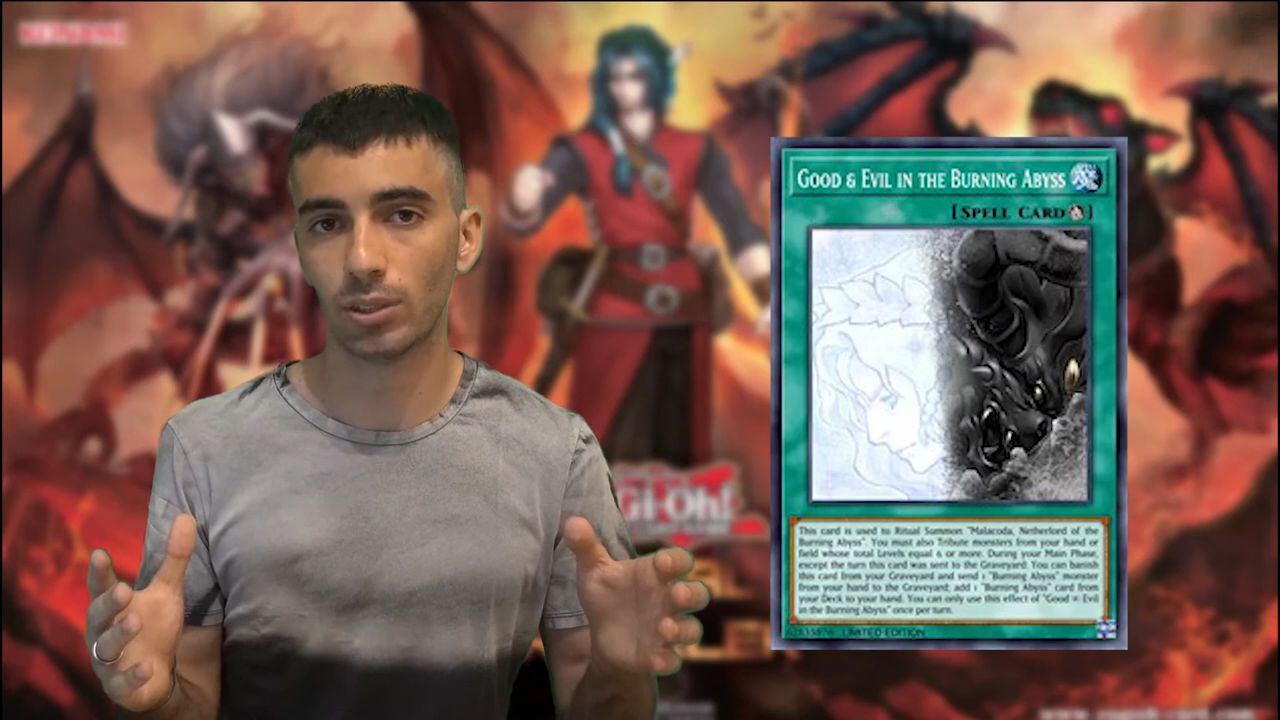 KONAMI
GOOD & EVIL IN THE BURNING ABYSS
[SPELL CARD]
Gi-Oh!
This card is used to Ritual Summon "Malacoda, Netherlord of the
Burning Abyss". You must also Tribute monsters from your hand or
field whose total Levels equal 6 or more. During your Main Phase,
except the turn this card was sent to the Graveyard: You can banish
this card from your Graveyard and send 1 "Burning Abyss" monster
from your hand to the Graveyard; add 1 "Burning Abyss" card from
your Deck to your hand. You can only use this effect of "Good & Evil
in the Burning Abyss" once per turn.
LIMITED EDITION